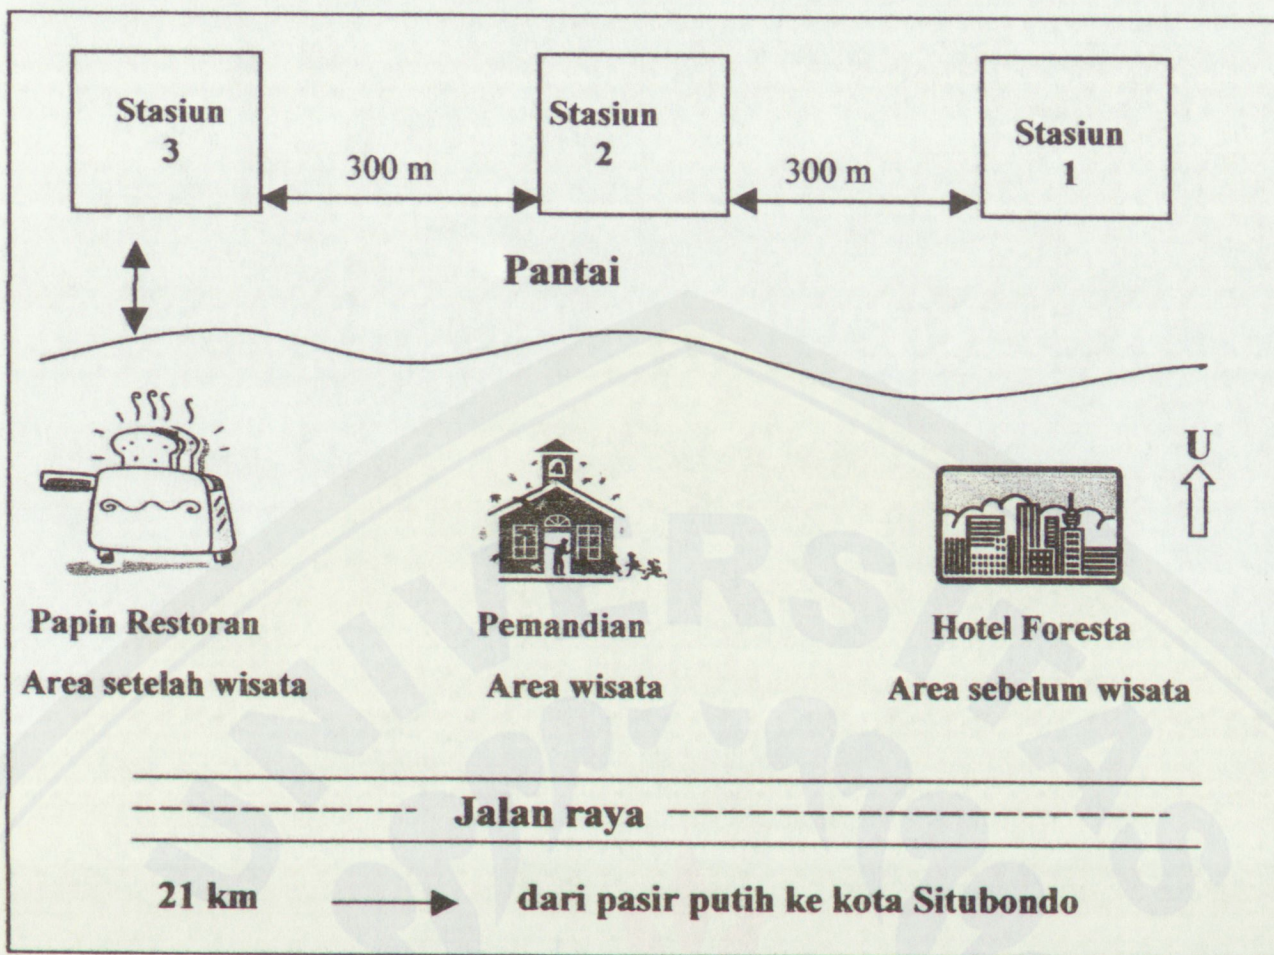 Stasiun
3
300 m
Stasiun
2
300 m
Stasiun
1
Pantai
U
Papin Restoran
Pemandian
Hotel Foresta
Area setelah wisata
Area wisata
Area sebelum wisata
Jalan raya
21 km
dari pasir putih ke kota Situbondo
UNIVERSITAS